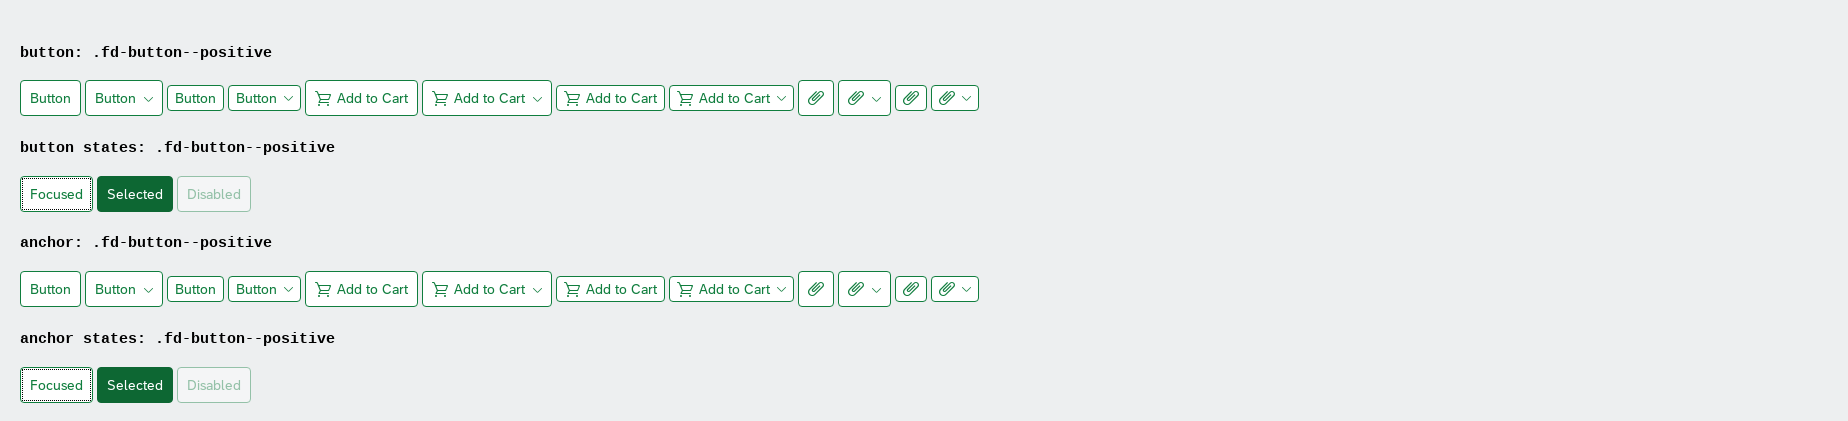 button: .fd-button--positive
Button Button Button Button Add to Cart Add to Cart Add to Cart Add to Cart
button states: .fd-button--positive
Focused Selected Disabled
anchor: .fd-button--positive
Button Button Button Button Add to Cart Add to Cart Add to Cart Add to Cart
anchor states: .fd-button--positive
Focused Selected Disabled